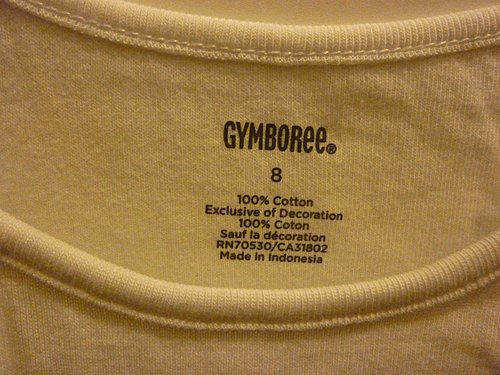 GYMBOREE®
8
100% Cotton
Exclusive of Decoration
100% Coton
Sauf la décoration
RN70530/CA31802
Made in Indonesia